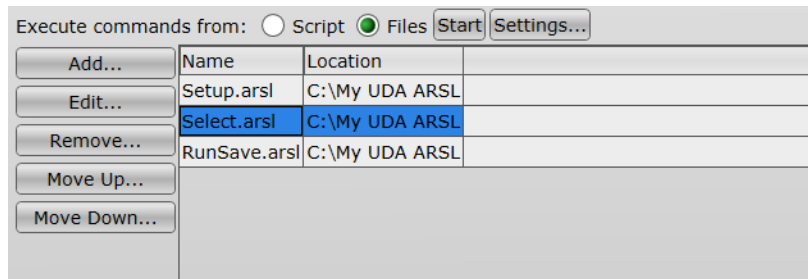 Execute commands from: Script Files Start Settings...
Add... Name Location
Edit... Setup.arsl C:\My UDA ARSL
Select.arsl C:\My UDA ARSL
Remove... RunSave.arsl C:\My UDA ARSL
Move Up...
Move Down...